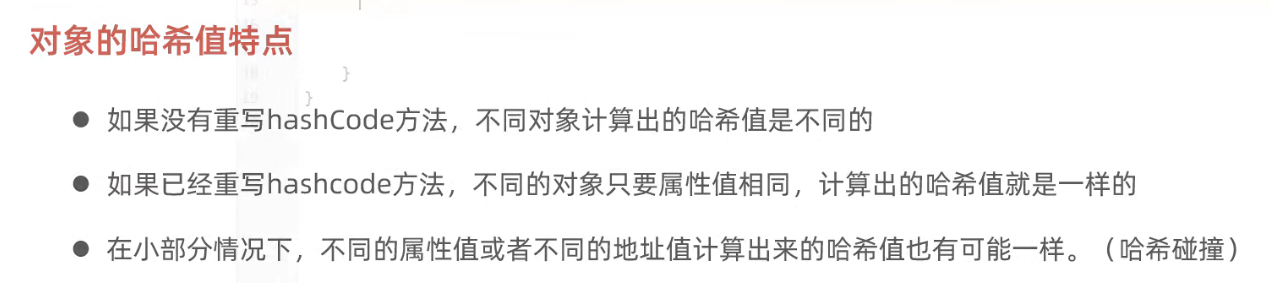 对象的哈希值特点
}
}
● 如果没有重写hashCode方法，不同对象计算出的哈希值是不同的
● 如果已经重写hashcode方法，不同的对象只要属性值相同，计算出的哈希值就是一样的
● 在小部分情况下，不同的属性值或者不同的地址值计算出来的哈希值也有可能一样。（哈希碰撞）